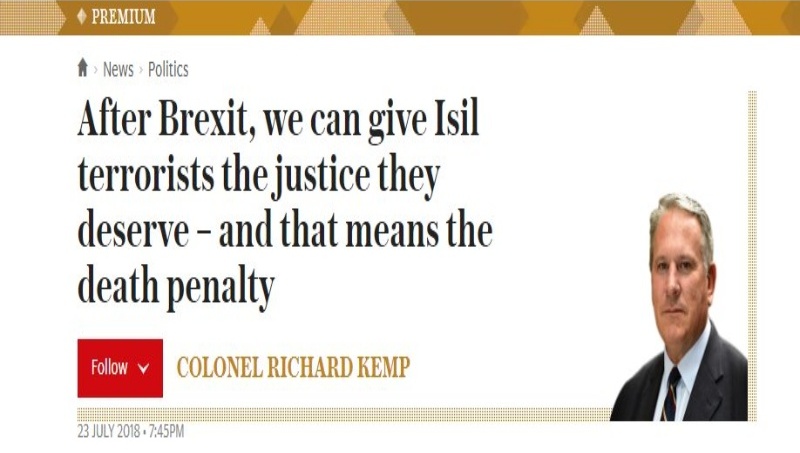 PREMIUM
News › Politics
After Brexit, we can give Isil
terrorists the justice they
deserve – and that means the
death penalty
Follow
COLONEL RICHARD KEMP
23 JULY 2018 • 7:45PM